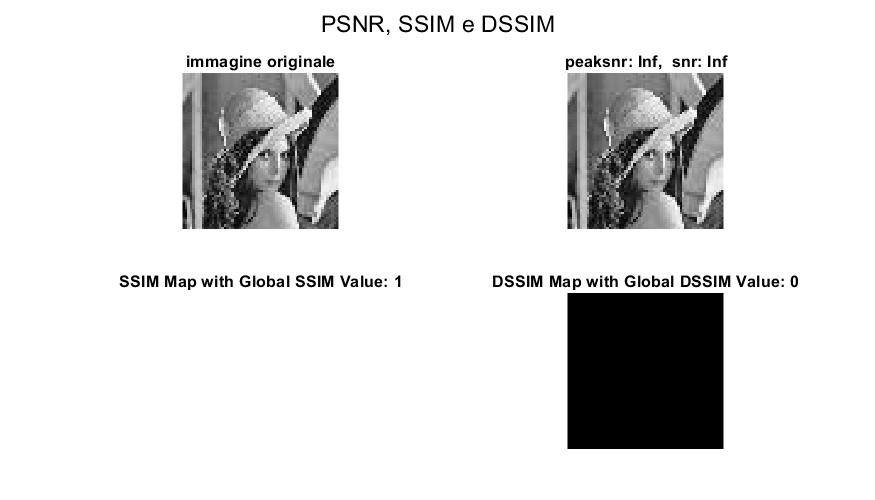 PSNR, SSIM e DSSIM
immagine originale
peaksnr: Inf,  snr: Inf
SSIM Map with Global SSIM Value: 1
DSSIM Map with Global DSSIM Value: 0